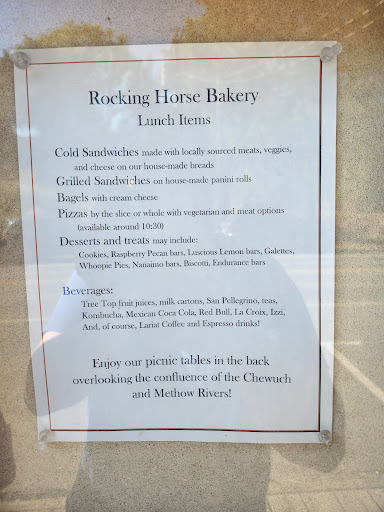 Rocking Horse Bakery
Lunch Items
Cold Sandwiches made with locally sourced meats, veggies,
and cheese on our house-made breads
Grilled Sandwiches on house-made panini rolls
Bagels with cream cheese
Pizzas by the slice or whole with vegetarian and meat options
(available around 10:30)
Desserts and treats may include:
Cookies, Raspberry Pecan bars, Luscious Lemon bars, Galettes,
Whoopie Pies, Nanaimo bars, Biscotti, Endurance bars
Beverages:
Tree Top fruit juices, milk cartons, San Pellegrino, teas,
Kombucha, Mexican Coca Cola, Red Bull, La Croix, Izzi,
And, of course, Lariat Coffee and Espresso drinks!
Enjoy our picnic tables in the back
overlooking the confluence of the Chewuch
and Methow Rivers!